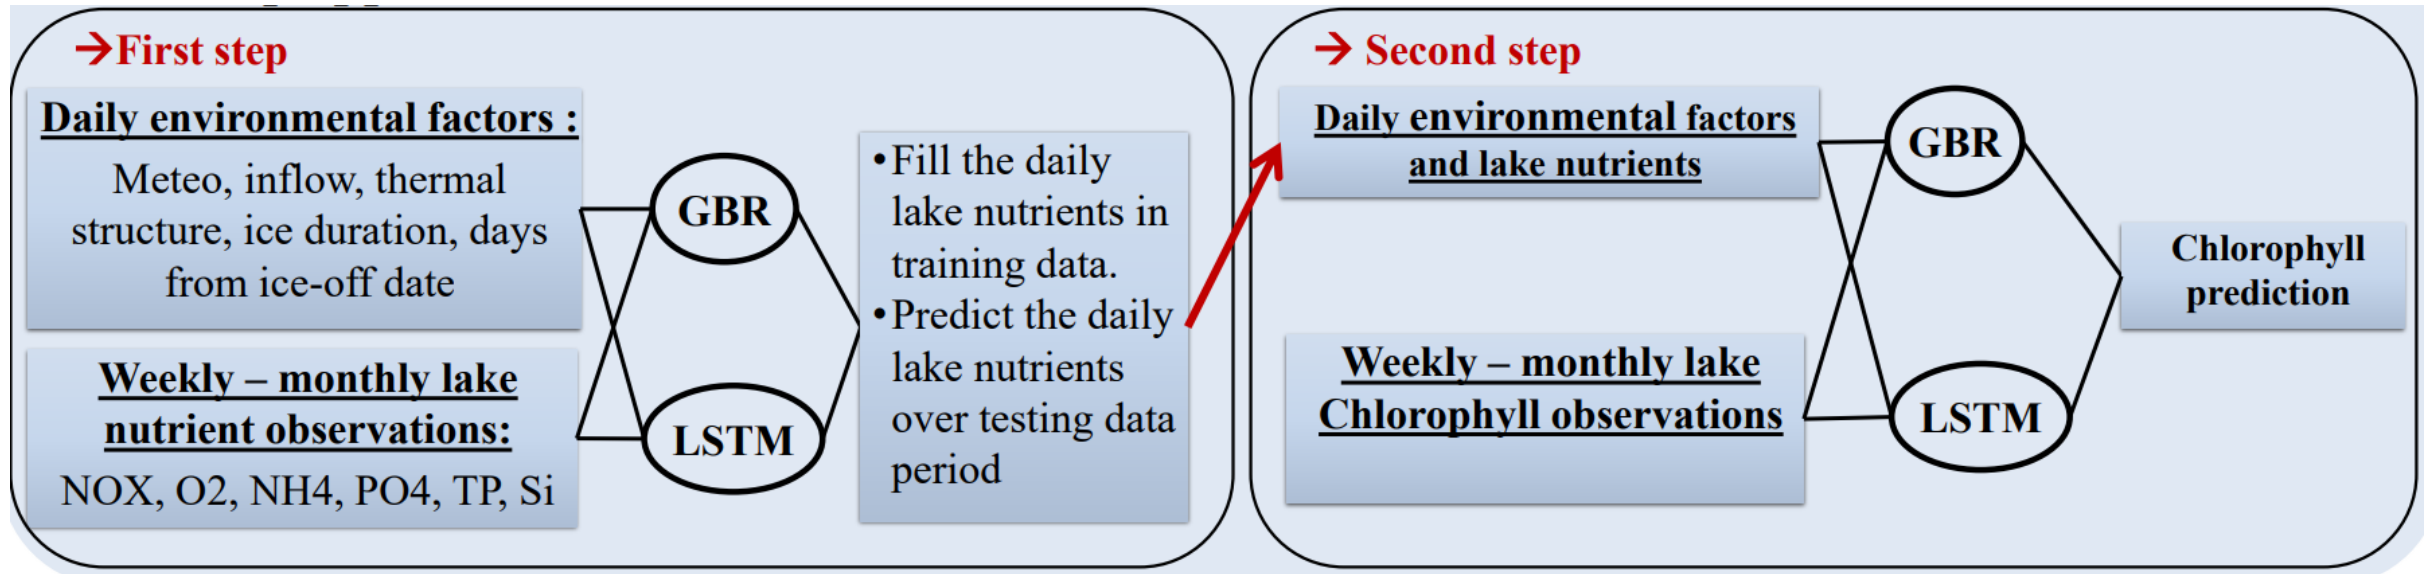 →First step
Daily environmental factors :
Meteo, inflow, thermal
structure, ice duration, days
from ice-off date
Weekly – monthly lake
nutrient observations:
NOX, O2, NH4, PO4, TP, Si
GBR
LSTM
•Fill the daily
lake nutrients in
training data.
•Predict the daily
lake nutrients
over testing data
period
→ Second step
Daily environmental factors
and lake nutrients
Weekly – monthly lake
Chlorophyll observations
GBR
LSTM
Chlorophyll
prediction